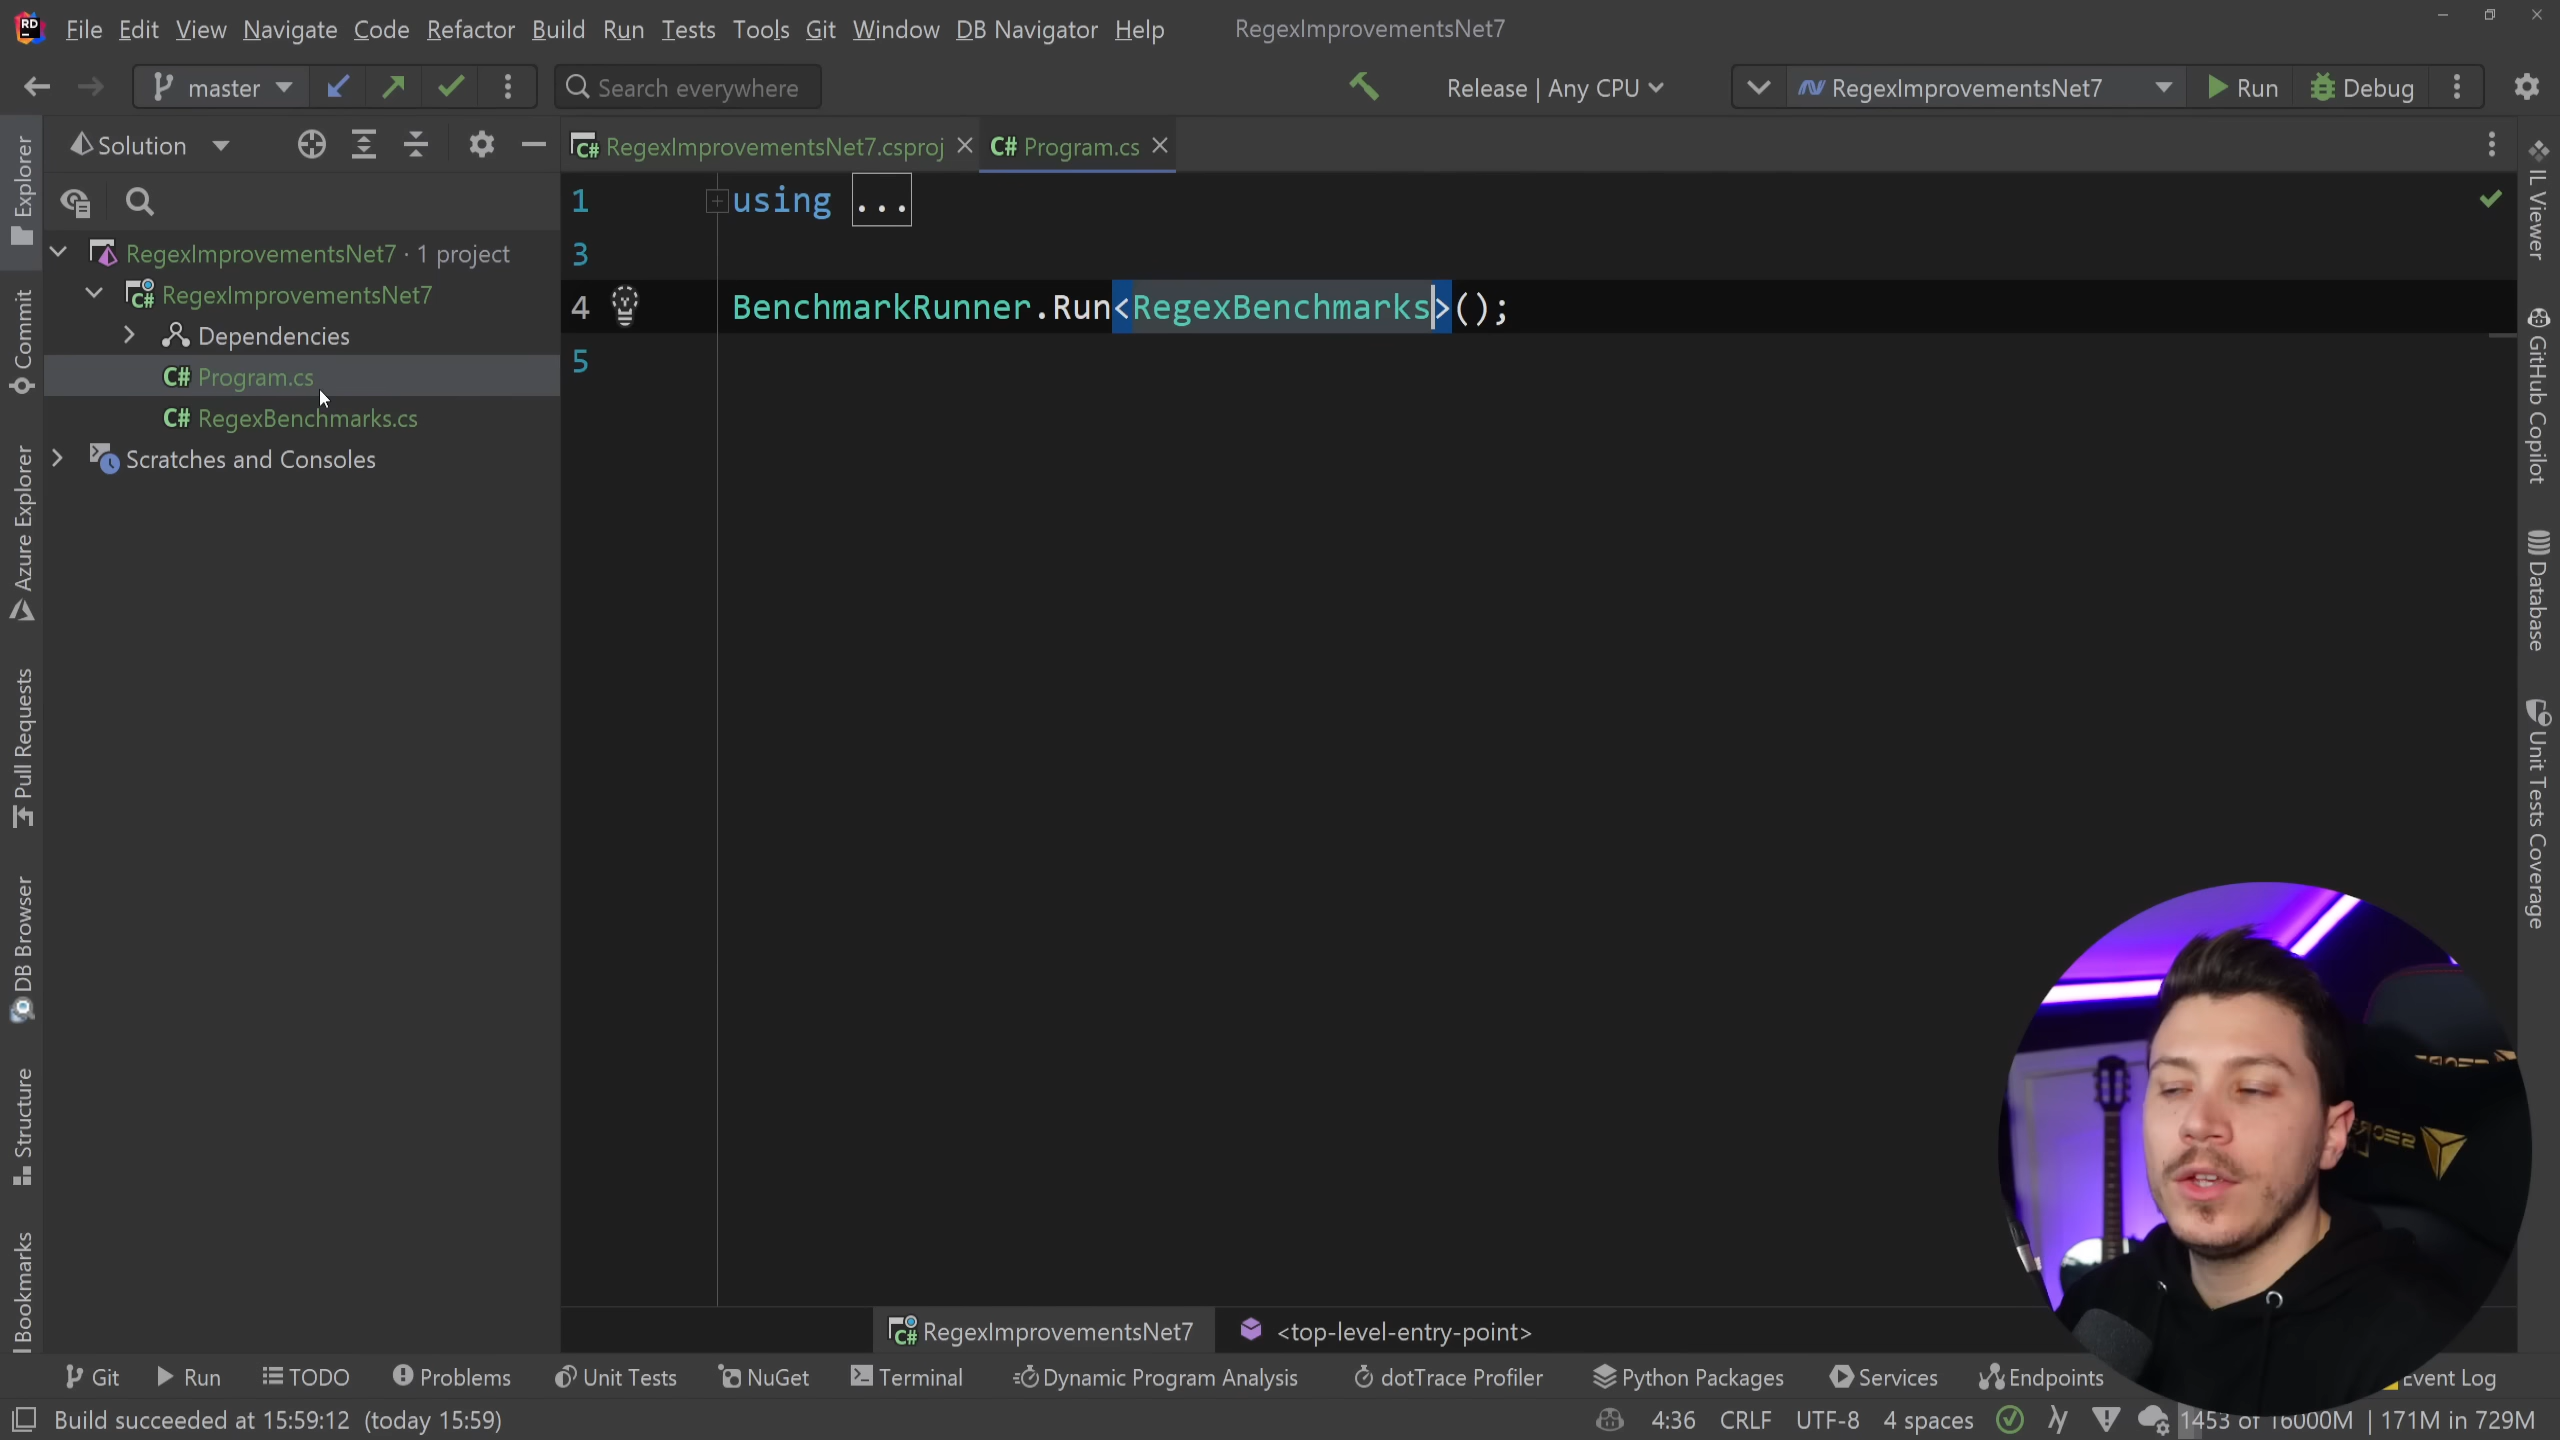 RD File Edit View Navigate Code Refactor Build Run Tests Tools Git Window DB Navigator Help RegexImprovementsNet7
master Search everywhere Release | Any CPU RegexImprovementsNet7 Run Debug
Solution
C# RegexImprovementsNet7.csproj C# Program.cs
RegexImprovementsNet7 · 1 project
C# RegexImprovementsNet7
Dependencies
C# Program.cs
C# RegexBenchmarks.cs
Scratches and Consoles
1 using ...
3
4 BenchmarkRunner.Run<RegexBenchmarks>();
5
Explorer
Commit
Azure Explorer
Pull Requests
DB Browser
Structure
Bookmarks
IL Viewer
GitHub Copilot
Database
Unit Tests Coverage
C# RegexImprovementsNet7 <top-level-entry-point>
Git Run TODO Problems Unit Tests NuGet Terminal Dynamic Program Analysis dotTrace Profiler Python Packages Services Endpoints Event Log
Build succeeded at 15:59:12 (today 15:59) 4:36 CRLF UTF-8 4 spaces 1453 of 16000M | 171M in 729M